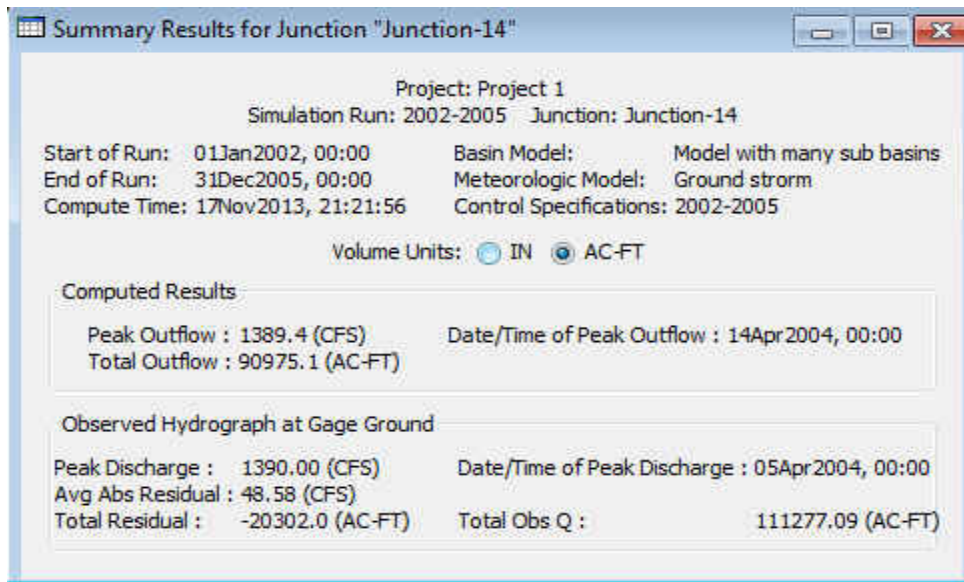 Summary Results for Junction "Junction-14"
Project: Project 1
Simulation Run: 2002-2005 Junction: Junction-14
Start of Run: 01Jan2002, 00:00 Basin Model: Model with many sub basins
End of Run: 31Dec2005, 00:00 Meteorologic Model: Ground strorm
Compute Time: 17Nov2013, 21:21:56 Control Specifications: 2002-2005
Volume Units: IN AC-FT
Computed Results
Peak Outflow : 1389.4 (CFS) Date/Time of Peak Outflow : 14Apr2004, 00:00
Total Outflow : 90975.1 (AC-FT)
Observed Hydrograph at Gage Ground
Peak Discharge : 1390.00 (CFS) Date/Time of Peak Discharge : 05Apr2004, 00:00
Avg Abs Residual : 48.58 (CFS)
Total Residual : -20302.0 (AC-FT) Total Obs Q : 111277.09 (AC-FT)